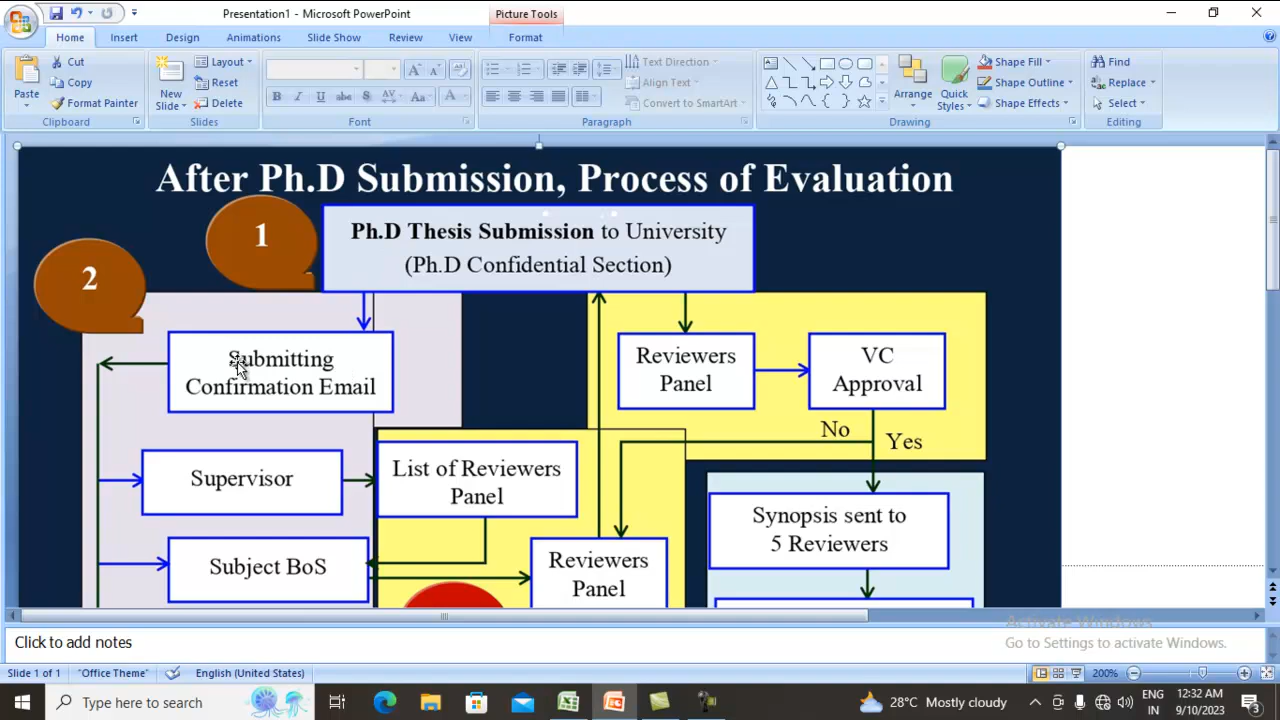 Presentation1 - Microsoft PowerPoint
Picture Tools
Home
Insert
Design
Animations
Slide Show
Review
View
Format
Paste
Cut
Copy
Format Painter
Clipboard
New
Slide
Layout
Reset
Delete
Slides
B I U abc S AV Aa A
Font
Text Direction
Align Text
Convert to SmartArt
Paragraph
Arrange
Quick
Styles
Shape Fill
Shape Outline
Shape Effects
Drawing
Find
Replace
Select
Editing
After Ph.D Submission, Process of Evaluation
1
2
Ph.D Thesis Submission to University
(Ph.D Confidential Section)
Submitting
Confirmation Email
Reviewers
Panel
VC
Approval
No
Yes
Supervisor
List of Reviewers
Panel
Synopsis sent to
5 Reviewers
Subject BoS
Reviewers
Panel
Activate Windows
Go to Settings to activate Windows.
Click to add notes
Slide 1 of 1
"Office Theme"
English (United States)
200%
Type here to search
28°C Mostly cloudy
ENG
IN
12:32 AM
9/10/2023
3